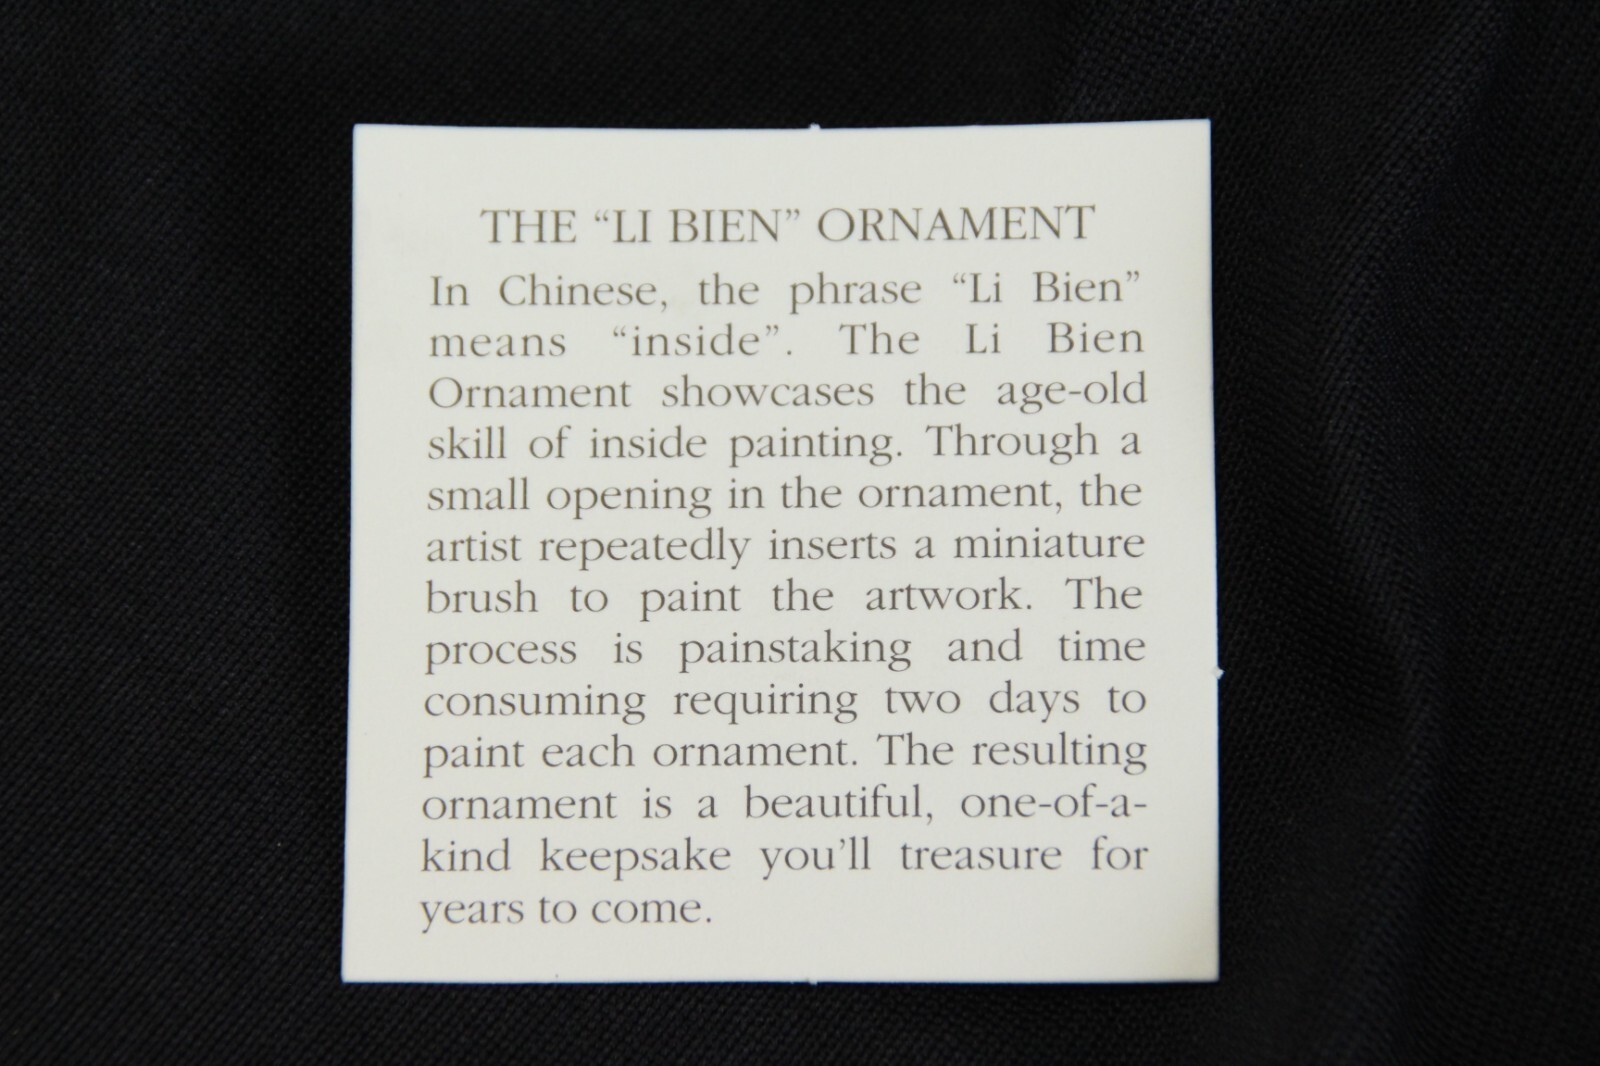 THE “LI BIEN” ORNAMENT
In Chinese, the phrase “Li Bien”
means “inside”. The Li Bien
Ornament showcases the age-old
skill of inside painting. Through a
small opening in the ornament, the
artist repeatedly inserts a miniature
brush to paint the artwork. The
process is painstaking and time
consuming requiring two days to
paint each ornament. The resulting
ornament is a beautiful, one-of-a-
kind keepsake you’ll treasure for
years to come.